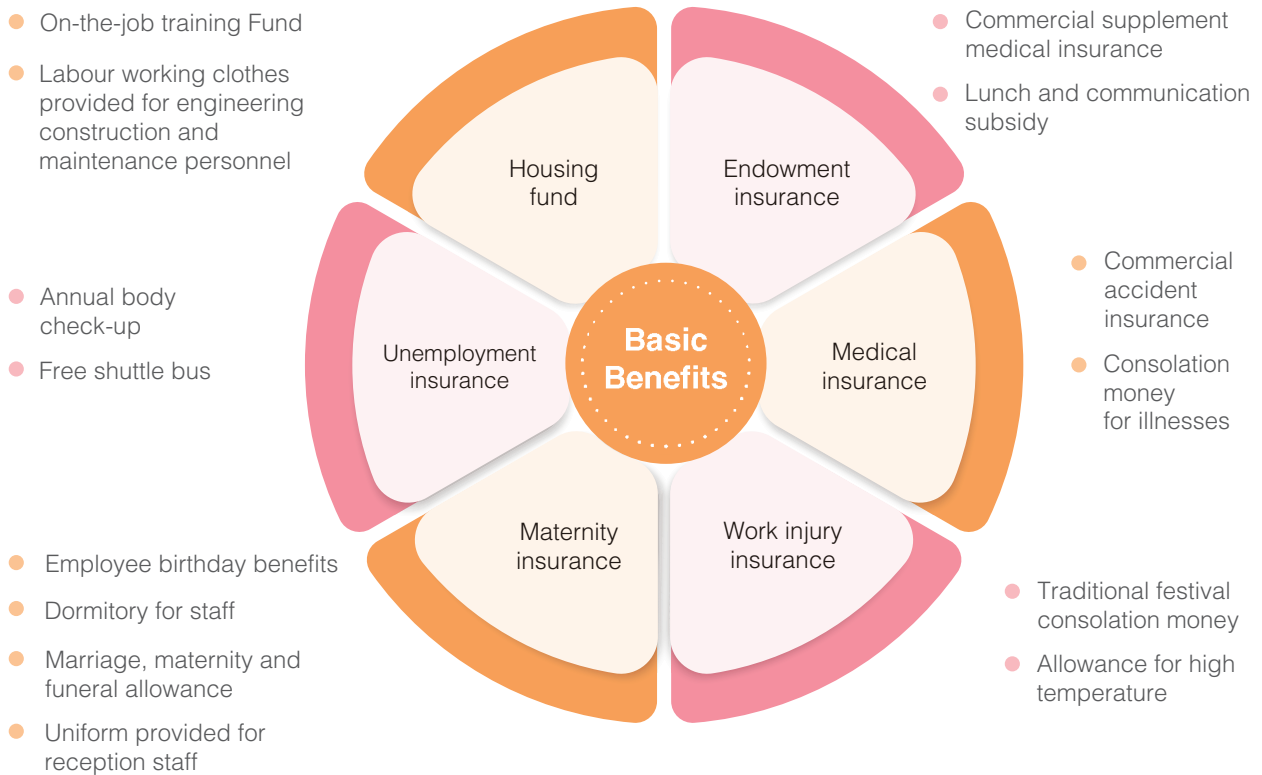 On-the-job training Fund
Labour working clothes
provided for engineering
construction and
maintenance personnel
Annual body
check-up
Free shuttle bus
Employee birthday benefits
Dormitory for staff
Marriage, maternity and
funeral allowance
Uniform provided for
reception staff
Housing
fund
Endowment
insurance
Unemployment
insurance
Basic
Benefits
Medical
insurance
Maternity
insurance
Work injury
insurance
Commercial supplement
medical insurance
Lunch and communication
subsidy
Commercial
accident
insurance
Consolation
money
for illnesses
Traditional festival
consolation money
Allowance for high
temperature